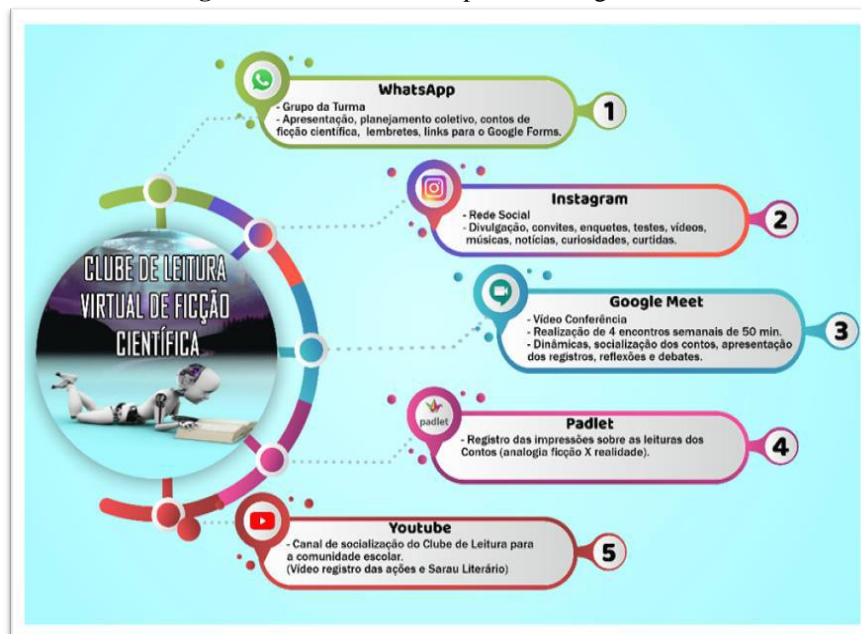 WhatsApp
- Grupo da Turma
- Apresentação, planejamento coletivo, contos de
ficção científica, lembretes, links para o Google Forms.
1
Instagram
- Rede Social
- Divulgação, convites, enquetes, testes, vídeos,
músicas, notícias, curiosidades, curtidas.
2
CLUBE DE LEITURA
VIRTUAL DE FICÇÃO
CIENTÍFICA
Google Meet
- Vídeo Conferência
- Realização de 4 encontros semanais de 50 min.
- Dinâmicas, socialização dos contos, apresentação
dos registros, reflexões e debates.
3
padlet
Padlet
- Registro das impressões sobre as leituras dos
Contos (analogia ficção X realidade).
4
Youtube
- Canal de socialização do Clube de Leitura para
a comunidade escolar.
(Vídeo registro das ações e Sarau Literário)
5